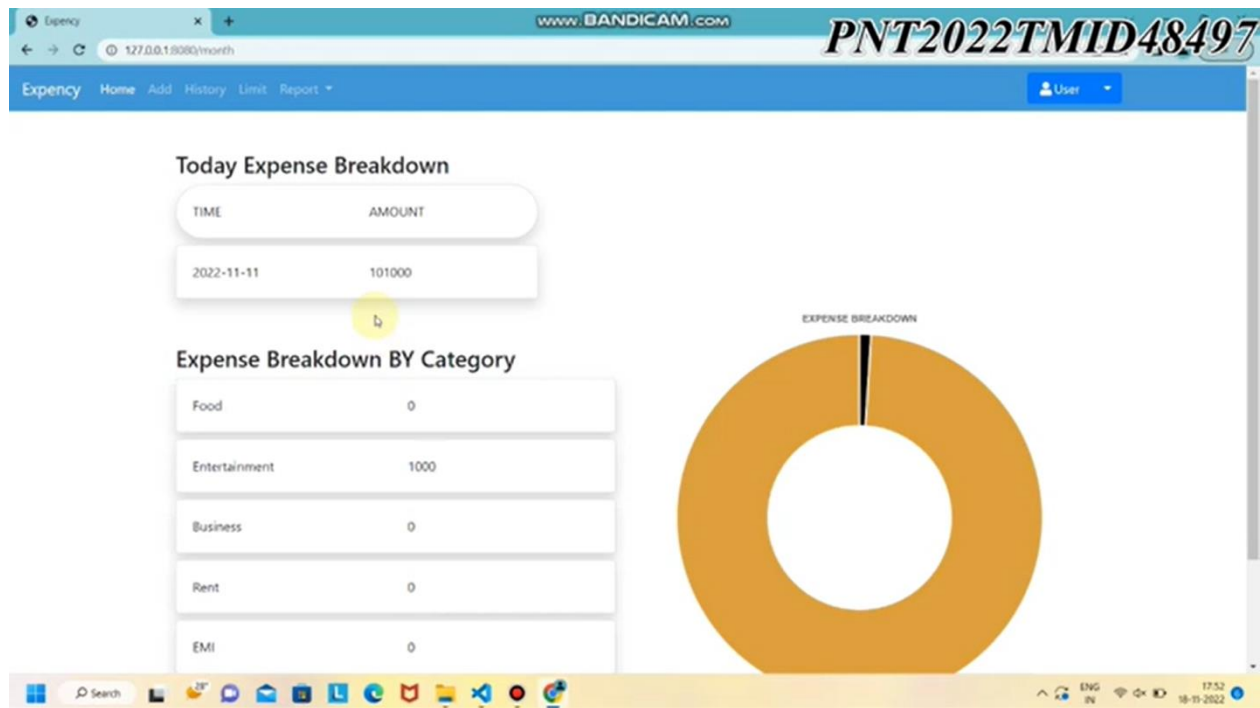 Expency
www.BANDICAM.com
PNT2022TMID48497
127.0.0.1:8080/month
Expency Home Add History Limit Report User
Today Expense Breakdown
TIME AMOUNT
2022-11-11 101000
EXPENSE BREAKDOWN
Expense Breakdown BY Category
Food 0
Entertainment 1000
Business 0
Rent 0
EMI 0
Search
28°
ENG
IN
17:52
18-11-2022